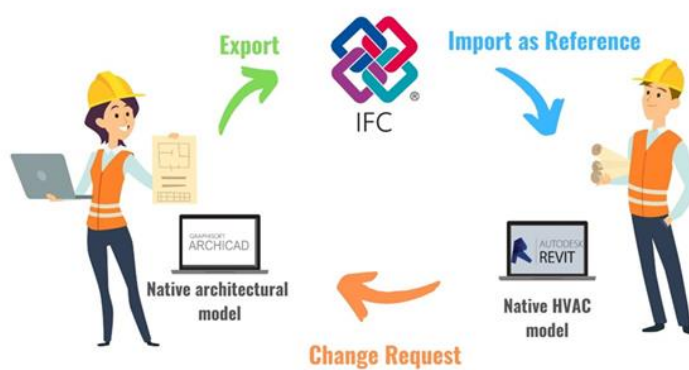 Export
Import as Reference
®
IFC
GRAPHISOFT
ARCHICAD
AUTODESK
REVIT
Native architectural
model
Native HVAC
model
Change Request